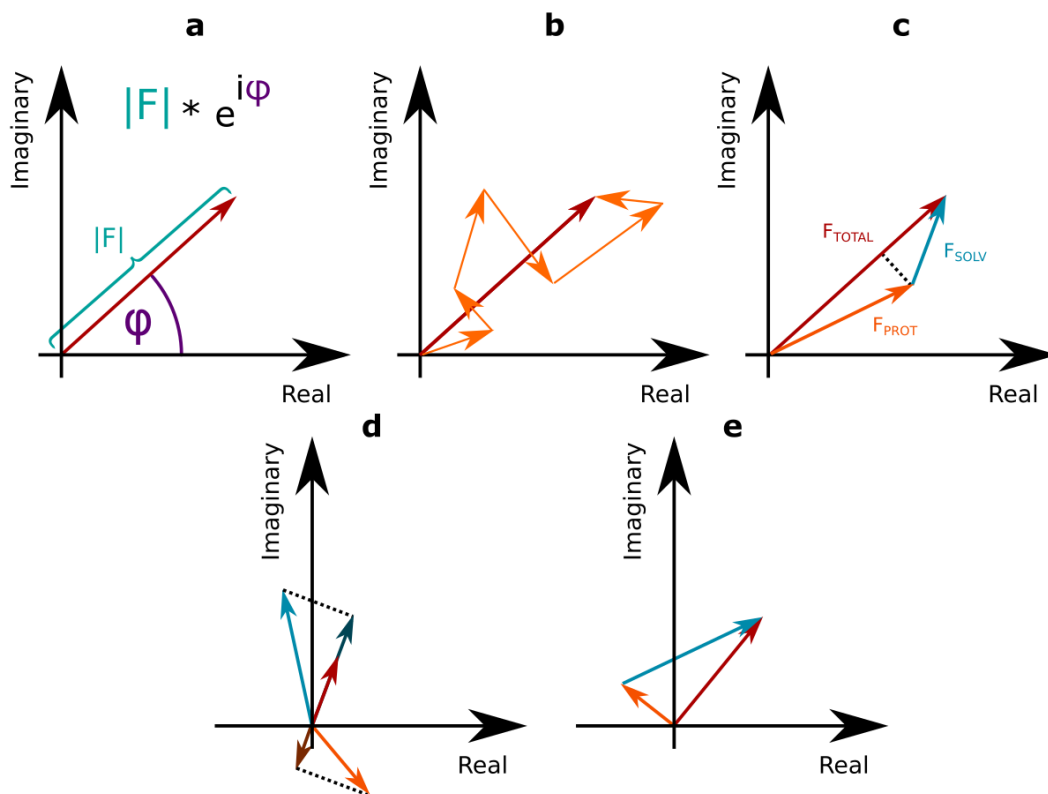 a
b
c
Imaginary
|F| * e^iφ
|F|
φ
Real
Imaginary
Real
Imaginary
F_TOTAL
F_SOLV
F_PROT
Real
d
e
Imaginary
Real
Imaginary
Real